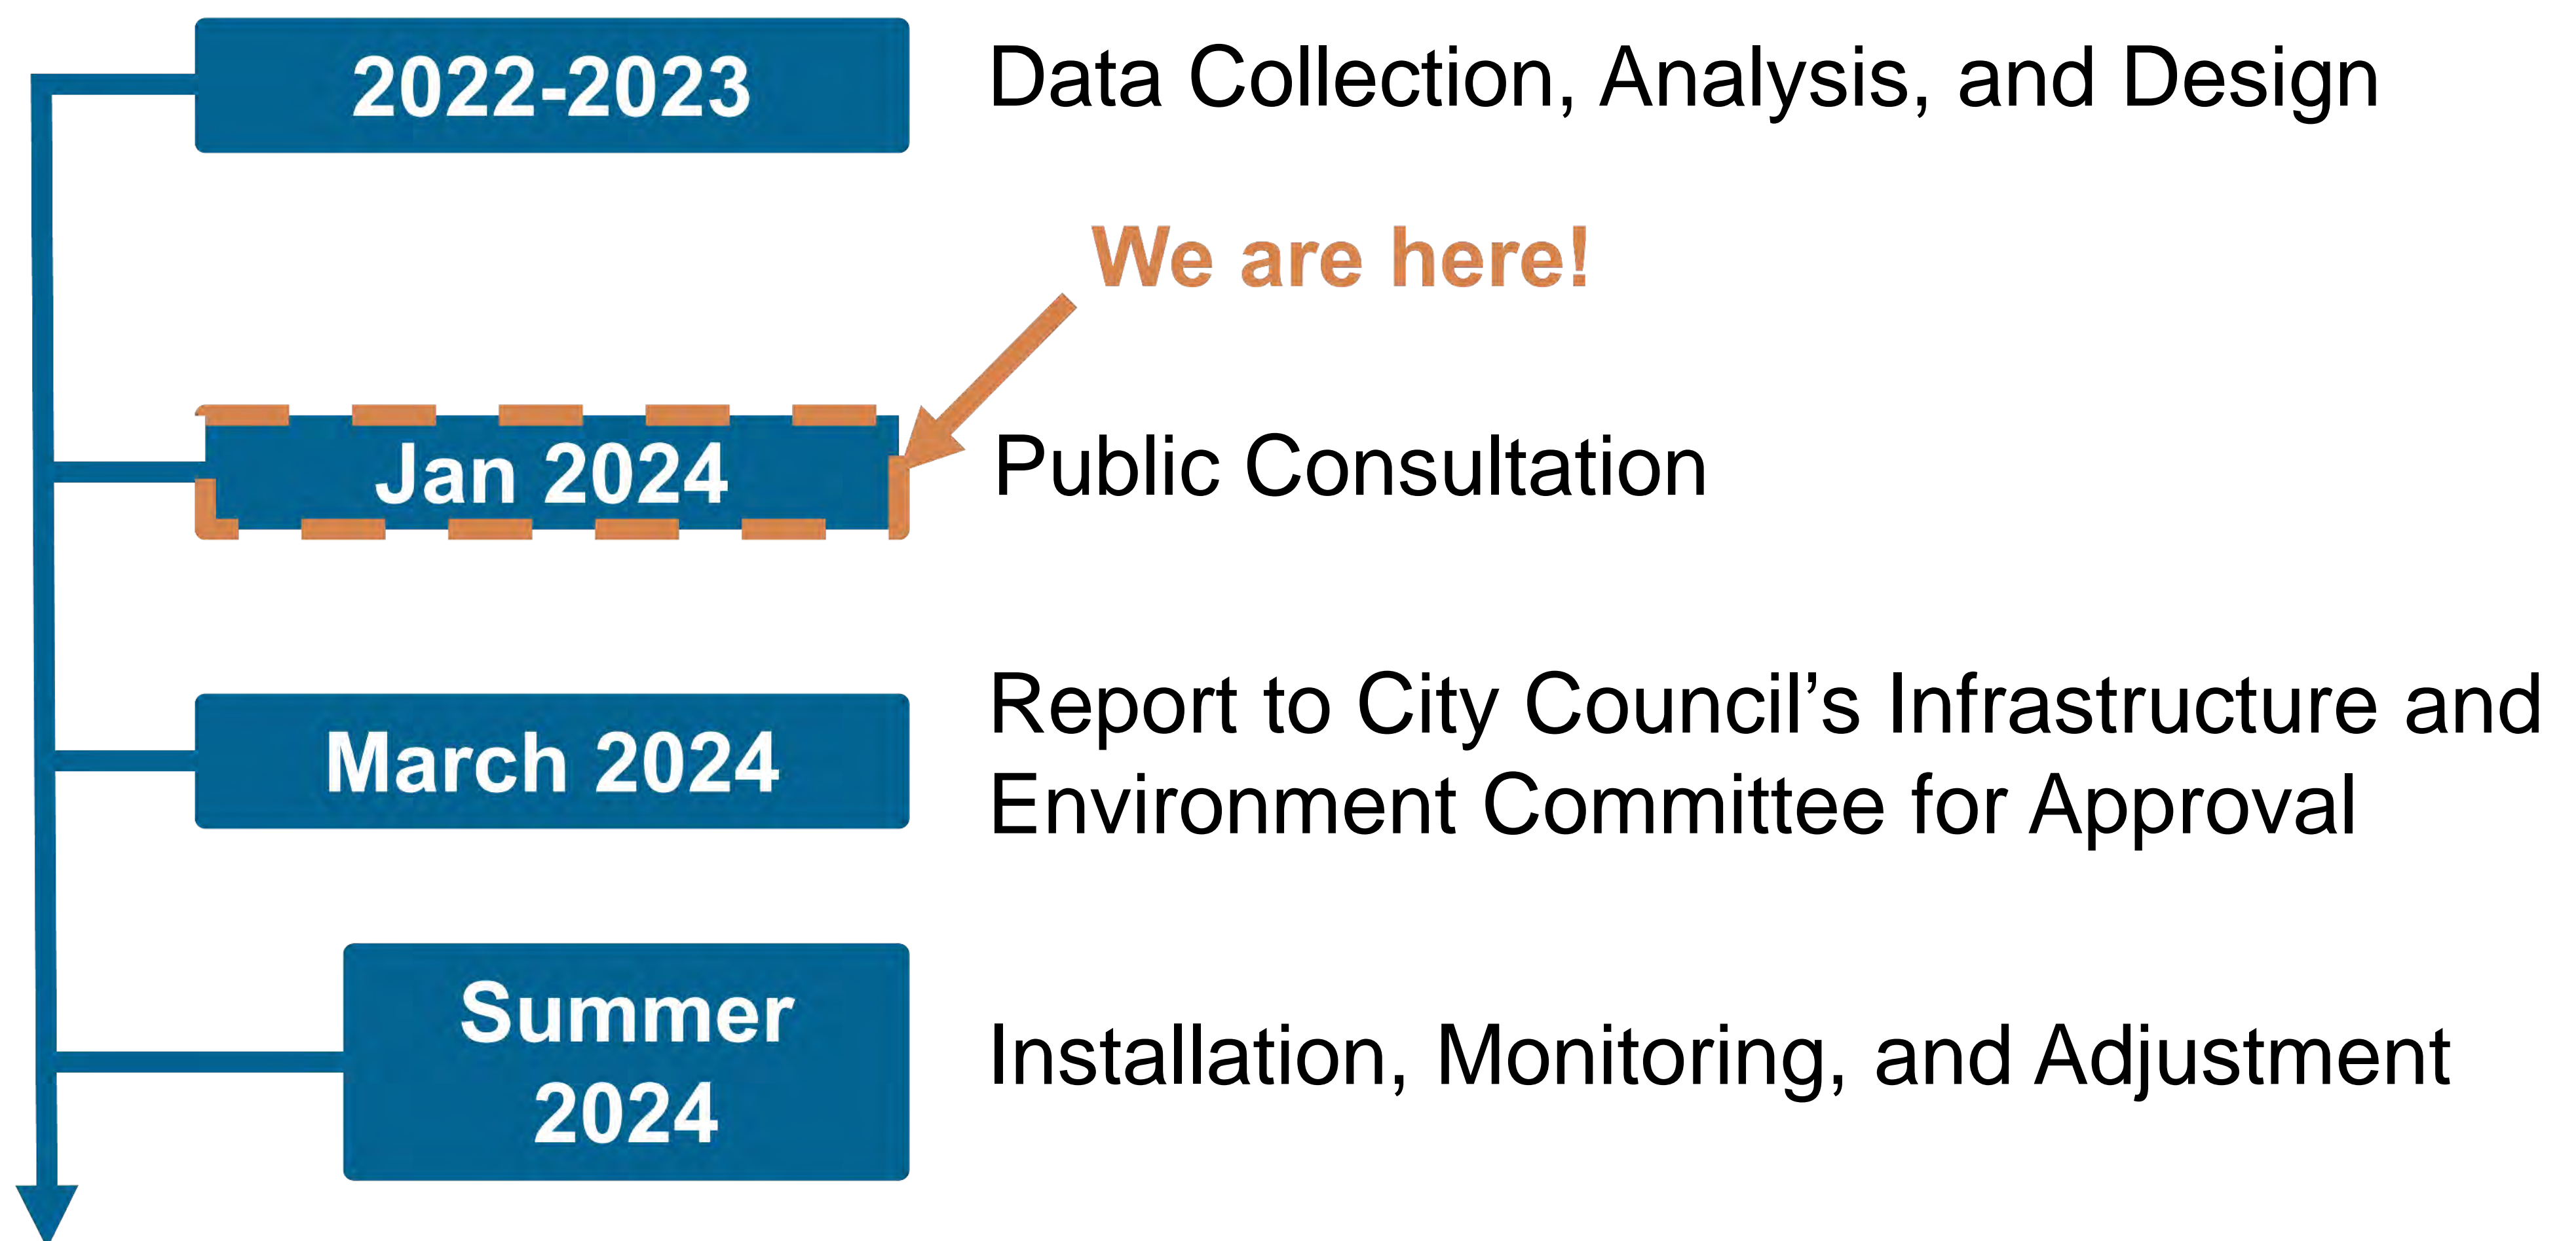 2022-2023
Data Collection, Analysis, and Design
We are here!
Jan 2024
Public Consultation
March 2024
Report to City Council’s Infrastructure and
Environment Committee for Approval
Summer
2024
Installation, Monitoring, and Adjustment